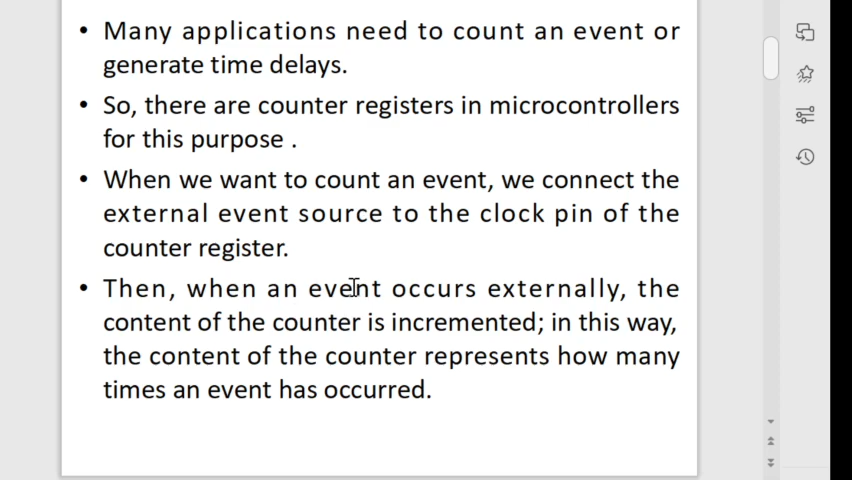 • Many applications need to count an event or
generate time delays.
• So, there are counter registers in microcontrollers
for this purpose .
• When we want to count an event, we connect the
external event source to the clock pin of the
counter register.
• Then, when an event occurs externally, the
content of the counter is incremented; in this way,
the content of the counter represents how many
times an event has occurred.